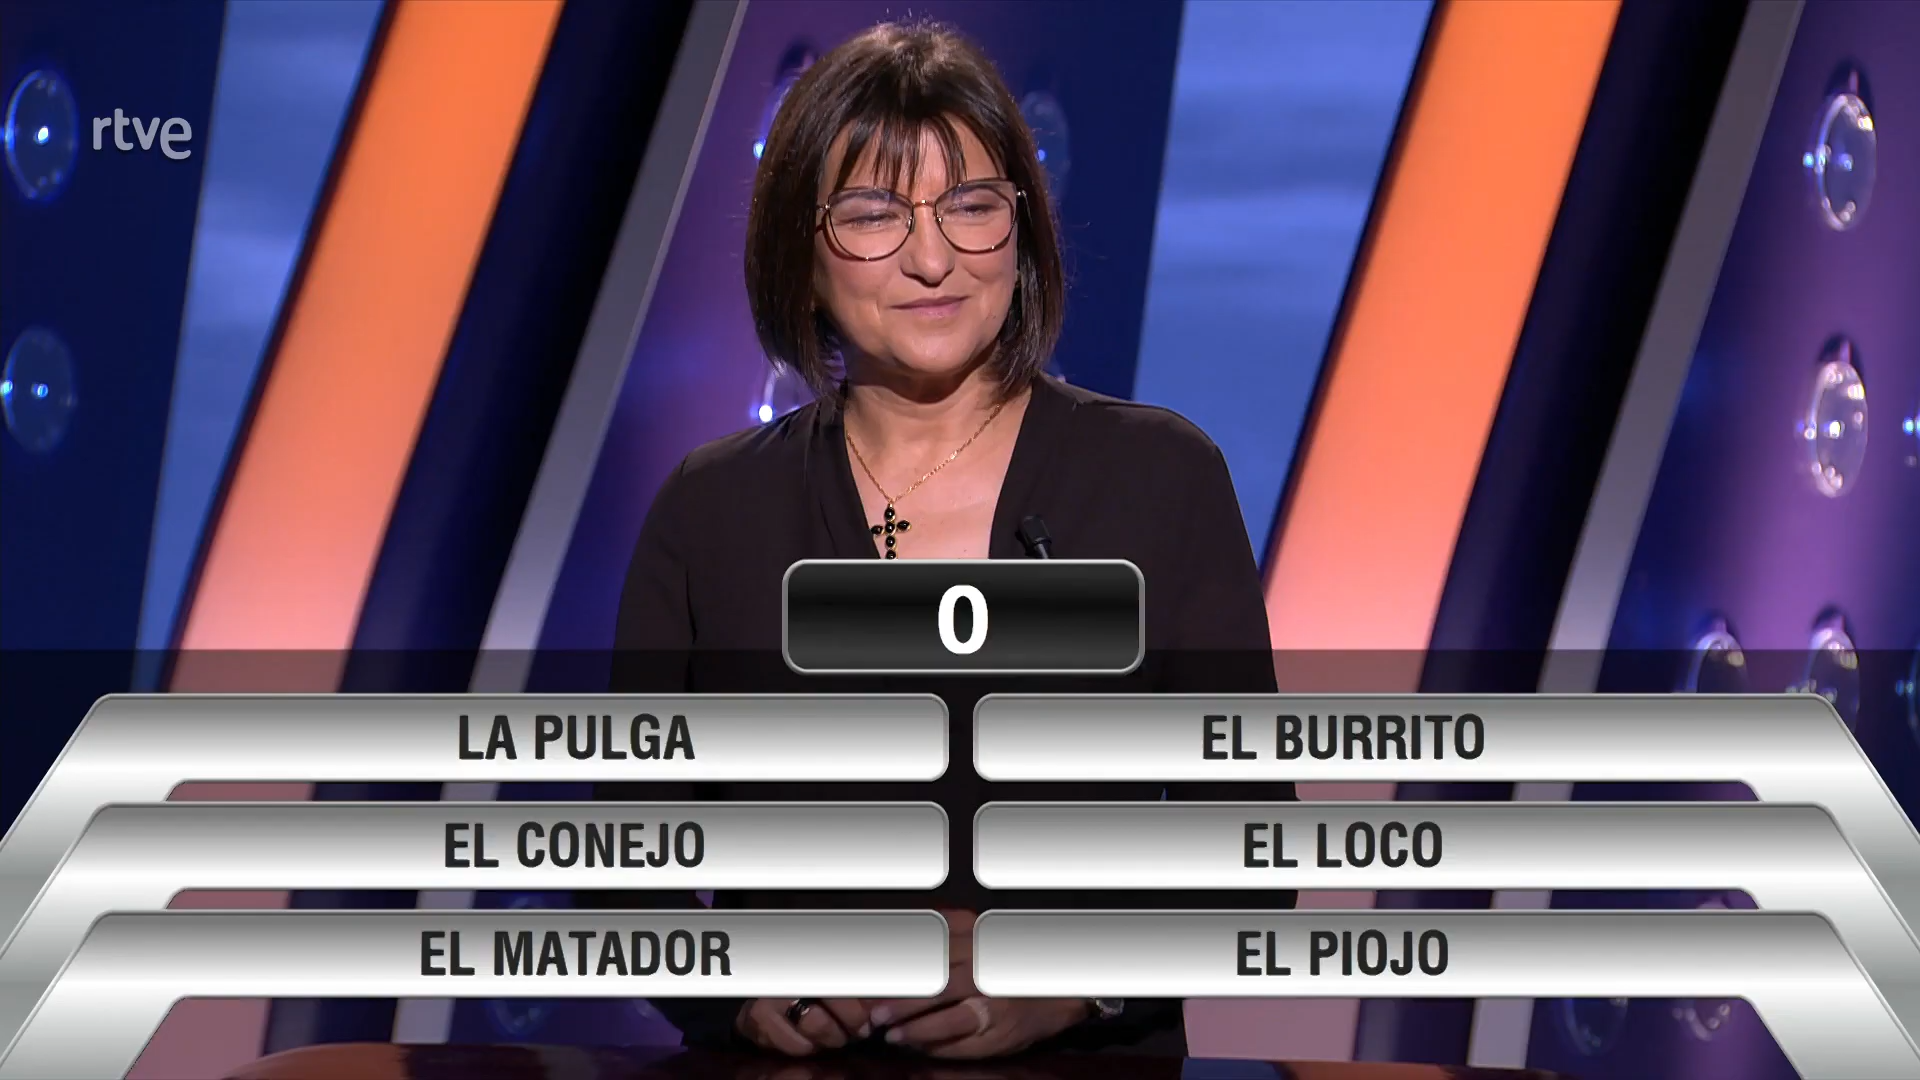 rtve
0
LA PULGA
EL BURRITO
EL CONEJO
EL LOCO
EL MATADOR
EL PIOJO